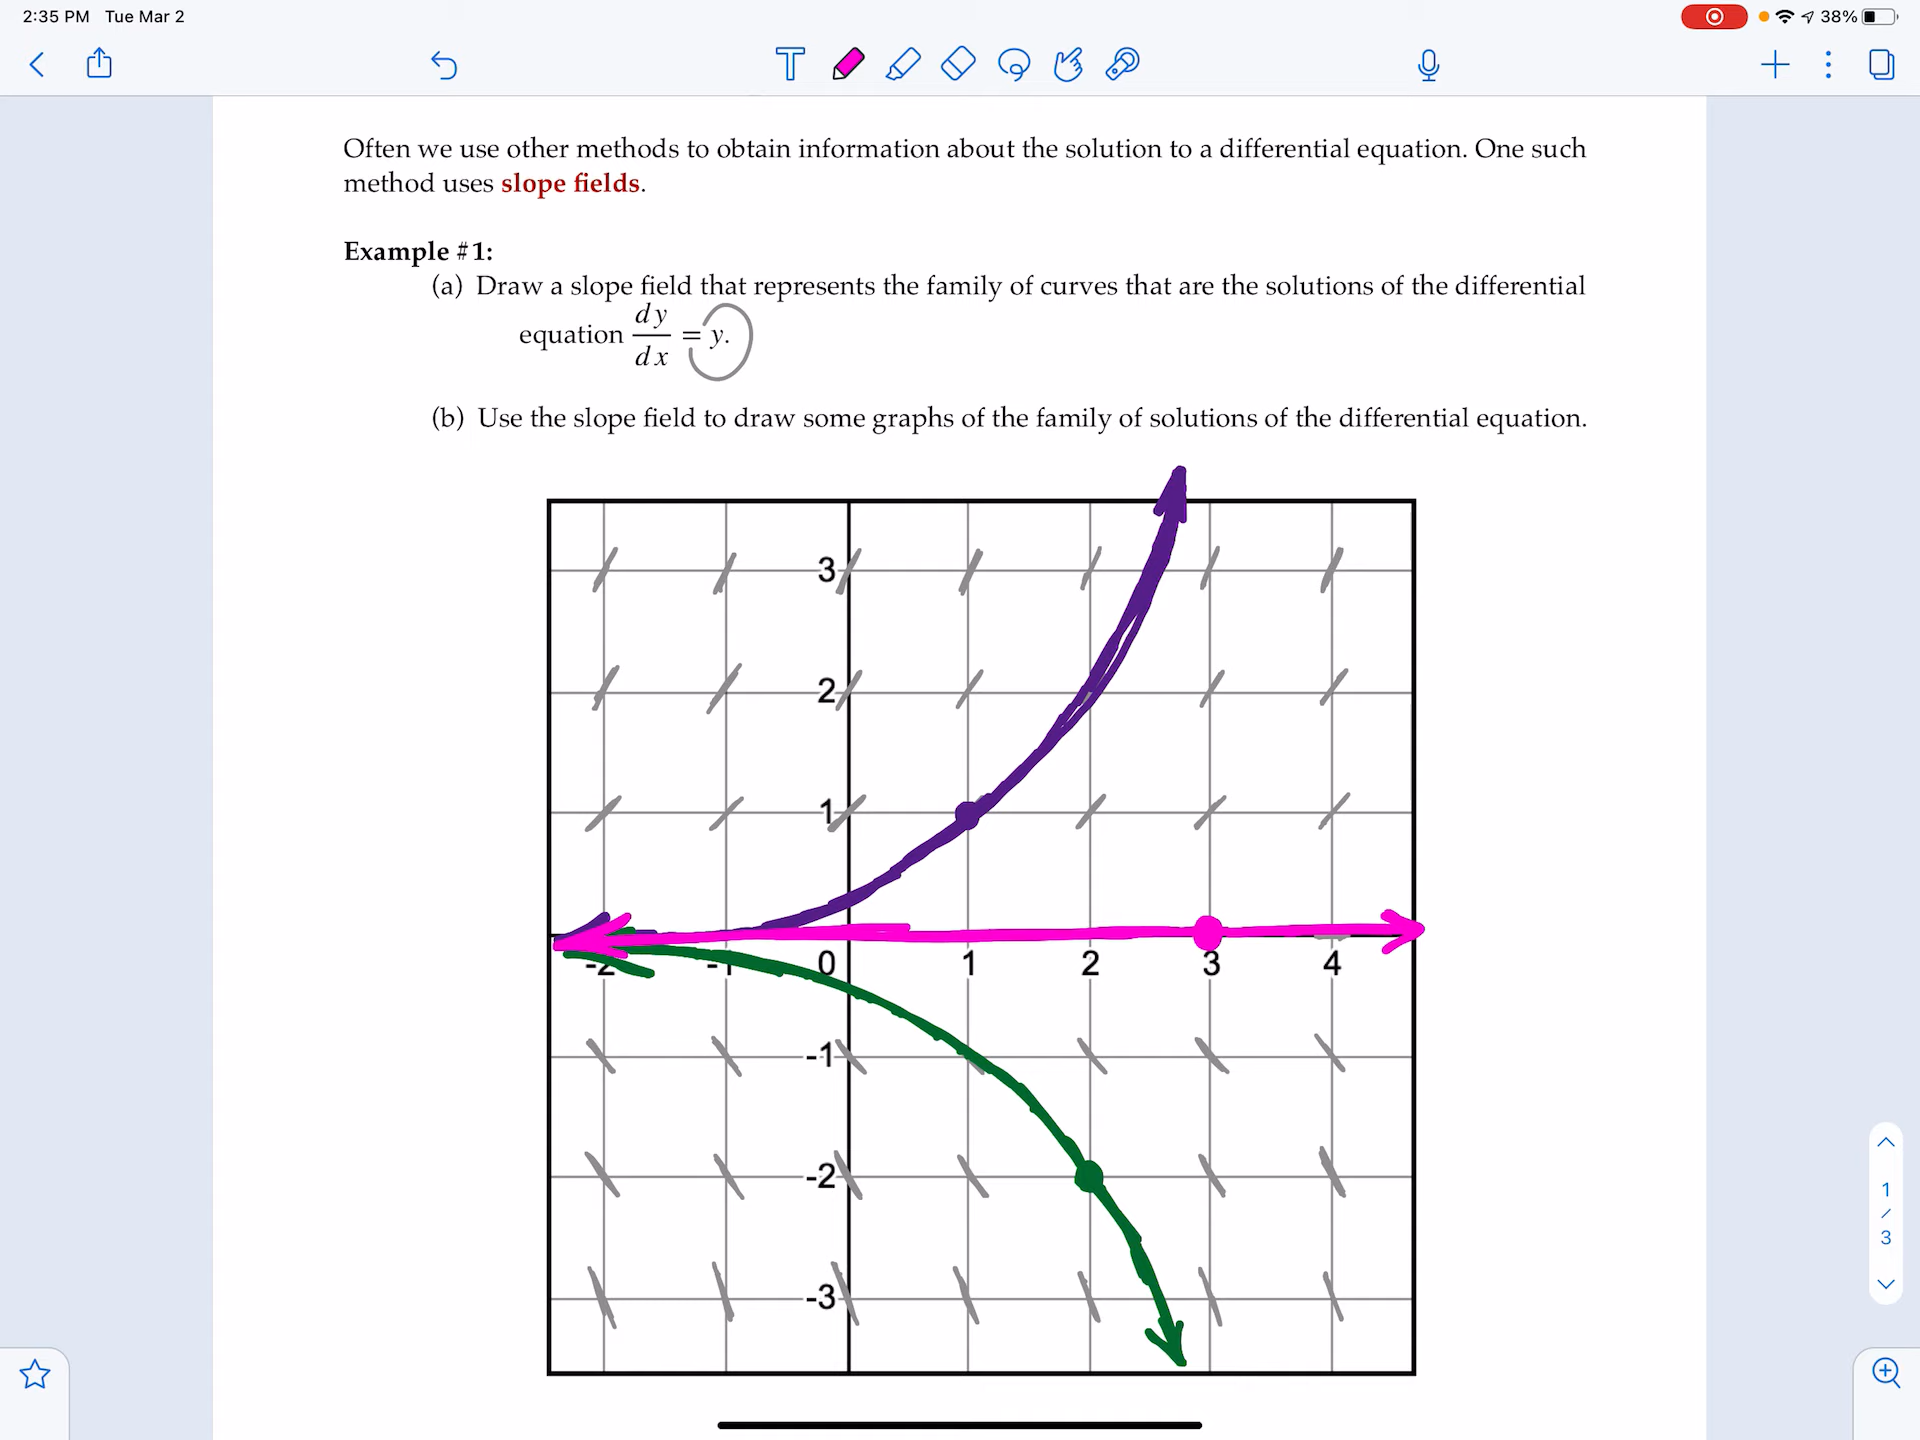 2:35 PM Tue Mar 2
38%
T
Often we use other methods to obtain information about the solution to a differential equation. One such
method uses slope fields.
Example #1:
(a) Draw a slope field that represents the family of curves that are the solutions of the differential
equation dy/dx = y.
(b) Use the slope field to draw some graphs of the family of solutions of the differential equation.
3
2
1
-2 -1 0 1 2 3 4
-1
-2
-3
1
/
3